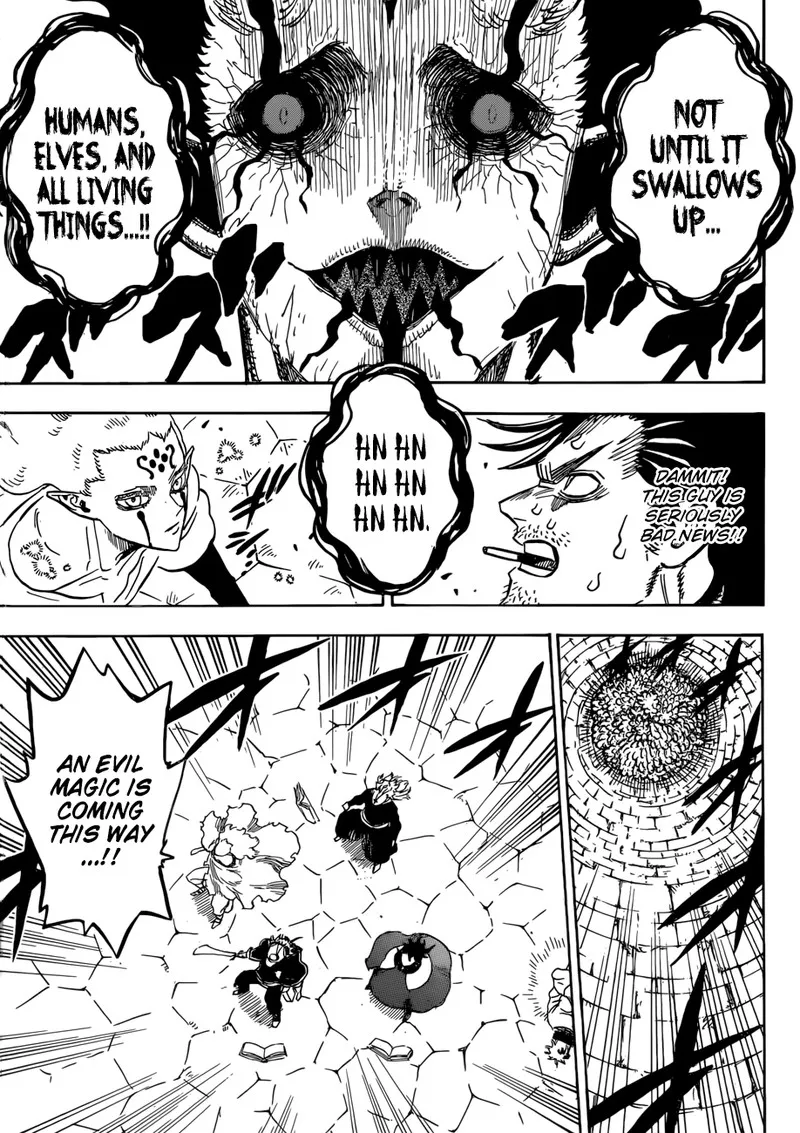 NOT
UNTIL IT
SWALLOWS
UP...
HUMANS,
ELVES, AND
ALL LIVING
THINGS...!!
DAMMIT!
THIS GUY IS
SERIOUSLY
BAD NEWS!!
HN HN
HN HN
HN HN.
AN EVIL
MAGIC IS
COMING
THIS WAY
...!!